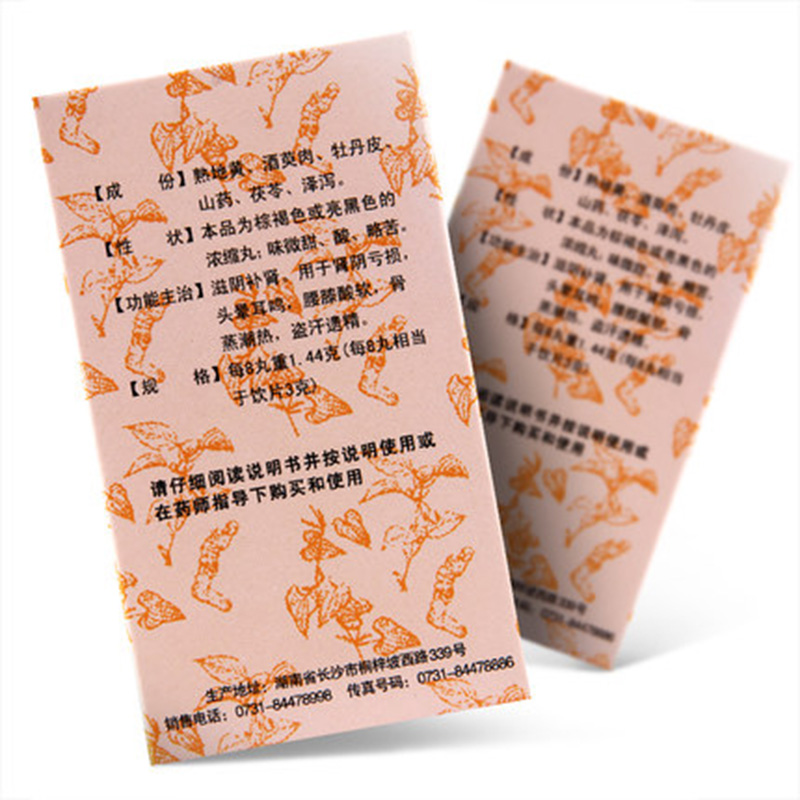 【成 份】熟地黄、酒萸肉、牡丹皮、
山药、茯苓、泽泻。
【性 状】本品为棕褐色或亮黑色的
浓缩丸;味微甜、酸、略苦。
【功能主治】滋阴补肾。用于肾阴亏损,
头晕耳鸣,腰膝酸软,骨
蒸潮热,盗汗遗精。
【规 格】每8丸重1.44克(每8丸相当
于饮片3克)
请仔细阅读说明书并按说明使用或
在药师指导下购买和使用
生产地址:湖南省长沙市桐梓坡西路339号
销售电话:0731-84478998 传真号码:0731-84478886
【成 份】熟地黄、酒萸肉、牡丹皮、
山药、茯苓、泽泻。
状】本品为棕褐色或亮黑色的
浓缩丸;味微甜、酸、略苦。
【功能主治】滋阴补肾。用于肾阴亏损,
头晕耳鸣,腰膝酸软,骨
蒸潮热,盗汗遗精。
格】每8丸重1.44克(每8丸相当
于饮片3克)
读说明书并按说明使用或
导下购买和使用
坡西路339号
0731-84478886